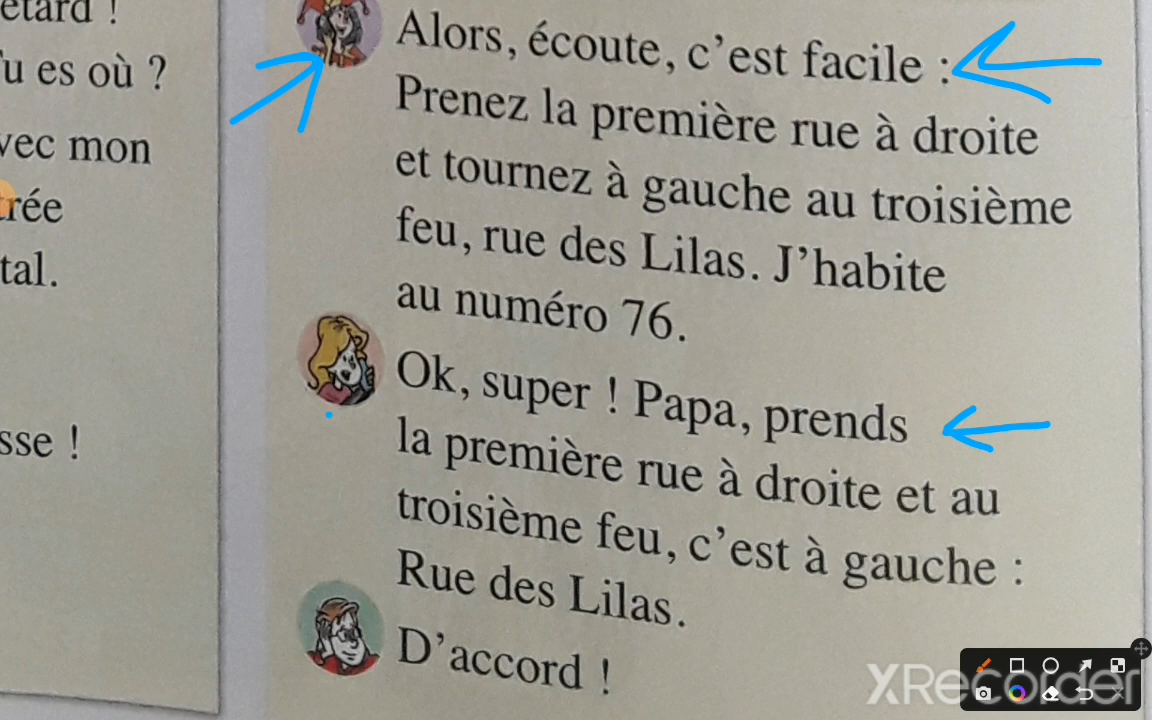 Tu es où ?
avec mon
tal.
sse !
Alors, écoute, c'est facile :
Prenez la première rue à droite
et tournez à gauche au troisième
feu, rue des Lilas. J'habite
au numéro 76.
Ok, super ! Papa, prends
la première rue à droite et au
troisième feu, c'est à gauche :
Rue des Lilas.
D'accord !
XRecorder